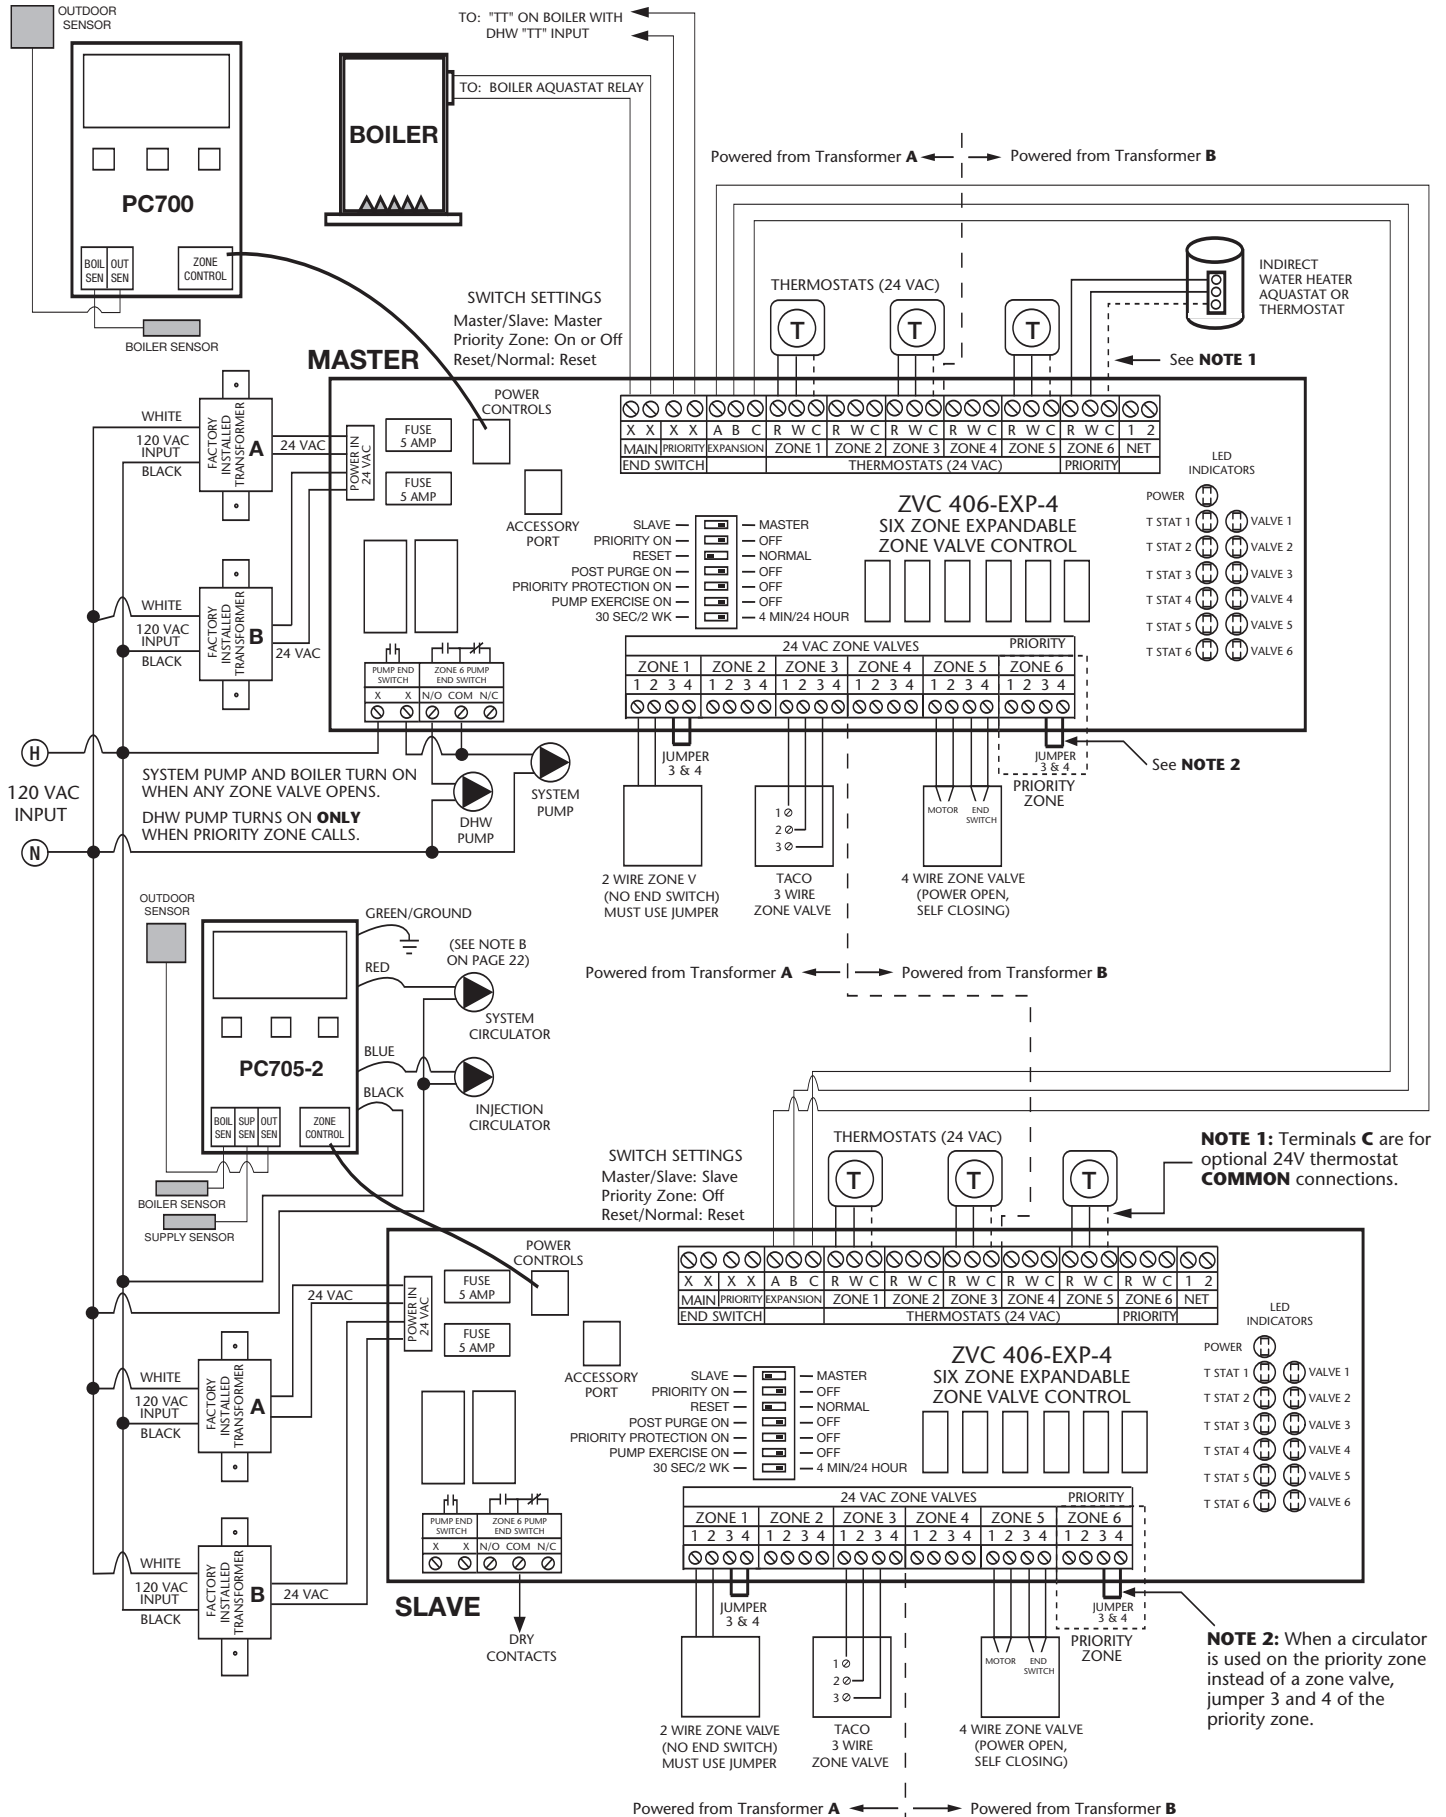 OUTDOOR
SENSOR
PC700
BOIL
SEN
OUT
SEN
ZONE
CONTROL
BOILER SENSOR
BOILER
TO: "TT" ON BOILER WITH
DHW "TT" INPUT
TO: BOILER AQUASTAT RELAY
Powered from Transformer A
Powered from Transformer B
SWITCH SETTINGS
Master/Slave: Master
Priority Zone: On or Off
Reset/Normal: Reset
THERMOSTATS (24 VAC)
T
T
T
INDIRECT
WATER HEATER
AQUASTAT OR
THERMOSTAT
See NOTE 1
MASTER
WHITE
120 VAC
INPUT
BLACK
FACTORY
INSTALLED
TRANSFORMER
A
24 VAC
POWER IN
24 VAC
FUSE
5 AMP
FUSE
5 AMP
POWER
CONTROLS
ACCESSORY
PORT
X X X X A B C R W C R W C R W C R W C R W C R W C 1 2
MAIN PRIORITY EXPANSION ZONE 1 ZONE 2 ZONE 3 ZONE 4 ZONE 5 ZONE 6 NET
END SWITCH THERMOSTATS (24 VAC) PRIORITY
ZVC 406-EXP-4
SIX ZONE EXPANDABLE
ZONE VALVE CONTROL
SLAVE MASTER
PRIORITY ON OFF
RESET NORMAL
POST PURGE ON OFF
PRIORITY PROTECTION ON OFF
PUMP EXERCISE ON OFF
30 SEC/2 WK 4 MIN/24 HOUR
LED
INDICATORS
POWER
T STAT 1 VALVE 1
T STAT 2 VALVE 2
T STAT 3 VALVE 3
T STAT 4 VALVE 4
T STAT 5 VALVE 5
T STAT 6 VALVE 6
WHITE
120 VAC
INPUT
BLACK
FACTORY
INSTALLED
TRANSFORMER
B
24 VAC
PUMP END
SWITCH
ZONE 6 PUMP
END SWITCH
X X N/O COM N/C
24 VAC ZONE VALVES PRIORITY
ZONE 1 ZONE 2 ZONE 3 ZONE 4 ZONE 5 ZONE 6
1 2 3 4 1 2 3 4 1 2 3 4 1 2 3 4 1 2 3 4 1 2 3 4
JUMPER
3 & 4
JUMPER
3 & 4
PRIORITY
ZONE
See NOTE 2
H
120 VAC
INPUT
N
SYSTEM PUMP AND BOILER TURN ON
WHEN ANY ZONE VALVE OPENS.
DHW PUMP TURNS ON ONLY
WHEN PRIORITY ZONE CALLS.
DHW
PUMP
SYSTEM
PUMP
2 WIRE ZONE V
(NO END SWITCH)
MUST USE JUMPER
1
2
3
TACO
3 WIRE
ZONE VALVE
MOTOR
END
SWITCH
4 WIRE ZONE VALVE
(POWER OPEN,
SELF CLOSING)
Powered from Transformer A
Powered from Transformer B
OUTDOOR
SENSOR
GREEN/GROUND
RED
(SEE NOTE B
ON PAGE 22)
SYSTEM
CIRCULATOR
BLUE
BLACK
INJECTION
CIRCULATOR
PC705-2
BOIL
SEN
SUP
SEN
OUT
SEN
ZONE
CONTROL
BOILER SENSOR
SUPPLY SENSOR
SWITCH SETTINGS
Master/Slave: Slave
Priority Zone: Off
Reset/Normal: Reset
THERMOSTATS (24 VAC)
T
T
T
NOTE 1: Terminals C are for
optional 24V thermostat
COMMON connections.
24 VAC
POWER IN
24 VAC
FUSE
5 AMP
FUSE
5 AMP
POWER
CONTROLS
ACCESSORY
PORT
X X X X A B C R W C R W C R W C R W C R W C R W C 1 2
MAIN PRIORITY EXPANSION ZONE 1 ZONE 2 ZONE 3 ZONE 4 ZONE 5 ZONE 6 NET
END SWITCH THERMOSTATS (24 VAC) PRIORITY
ZVC 406-EXP-4
SIX ZONE EXPANDABLE
ZONE VALVE CONTROL
SLAVE MASTER
PRIORITY ON OFF
RESET NORMAL
POST PURGE ON OFF
PRIORITY PROTECTION ON OFF
PUMP EXERCISE ON OFF
30 SEC/2 WK 4 MIN/24 HOUR
LED
INDICATORS
POWER
T STAT 1 VALVE 1
T STAT 2 VALVE 2
T STAT 3 VALVE 3
T STAT 4 VALVE 4
T STAT 5 VALVE 5
T STAT 6 VALVE 6
WHITE
120 VAC
INPUT
BLACK
FACTORY
INSTALLED
TRANSFORMER
A
WHITE
120 VAC
INPUT
BLACK
FACTORY
INSTALLED
TRANSFORMER
B
24 VAC
PUMP END
SWITCH
ZONE 6 PUMP
END SWITCH
X X N/O COM N/C
24 VAC ZONE VALVES PRIORITY
ZONE 1 ZONE 2 ZONE 3 ZONE 4 ZONE 5 ZONE 6
1 2 3 4 1 2 3 4 1 2 3 4 1 2 3 4 1 2 3 4 1 2 3 4
SLAVE
DRY
CONTACTS
JUMPER
3 & 4
JUMPER
3 & 4
PRIORITY
ZONE
2 WIRE ZONE VALVE
(NO END SWITCH)
MUST USE JUMPER
1
2
3
TACO
3 WIRE
ZONE VALVE
MOTOR
END
SWITCH
4 WIRE ZONE VALVE
(POWER OPEN,
SELF CLOSING)
NOTE 2: When a circulator
is used on the priority zone
instead of a zone valve,
jumper 3 and 4 of the
priority zone.
Powered from Transformer A
Powered from Transformer B